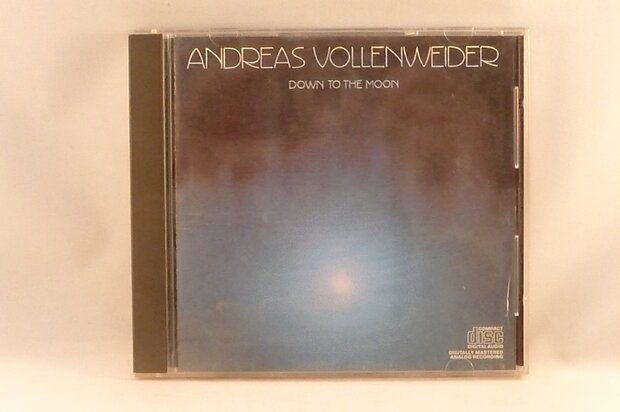 ANDREAS VOLLENWEIDER
DOWN TO THE MOON
COMPACT
disc
DIGITAL AUDIO
DIGITALLY MASTERED
ANALOG RECORDING